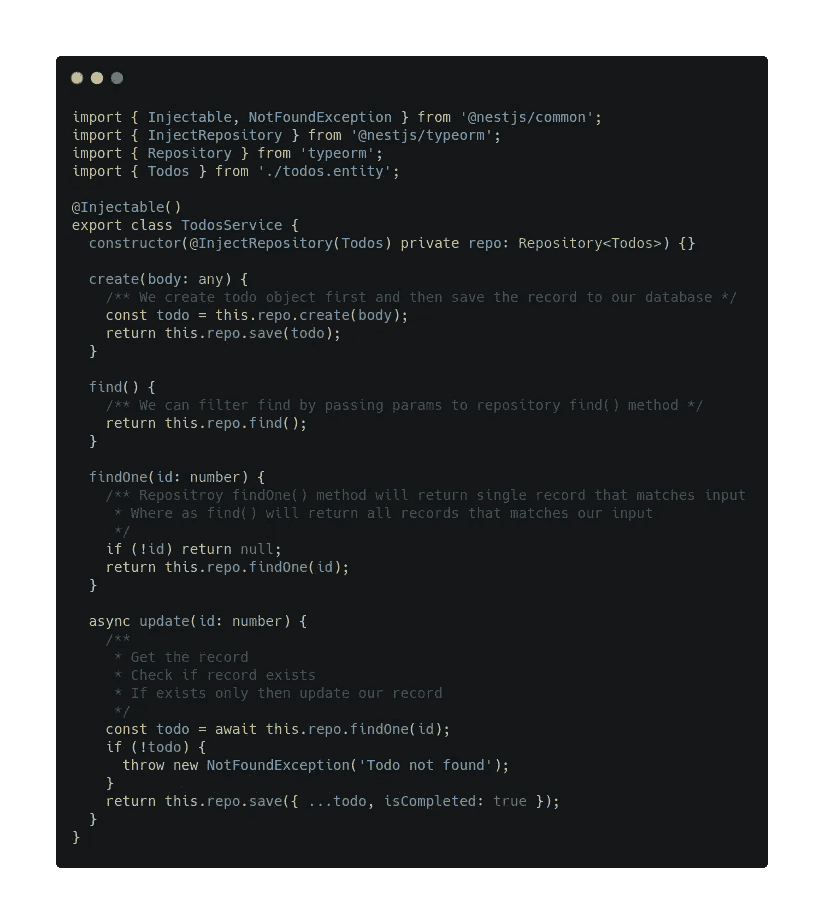 import { Injectable, NotFoundException } from '@nestjs/common';
import { InjectRepository } from '@nestjs/typeorm';
import { Repository } from 'typeorm';
import { Todos } from './todos.entity';

@Injectable()
export class TodosService {
  constructor(@InjectRepository(Todos) private repo: Repository<Todos>) {}

  create(body: any) {
    /** We create todo object first and then save the record to our database */
    const todo = this.repo.create(body);
    return this.repo.save(todo);
  }

  find() {
    /** We can filter find by passing params to repository find() method */
    return this.repo.find();
  }

  findOne(id: number) {
    /** Repositroy findOne() method will return single record that matches input
     * Where as find() will return all records that matches our input
     */
    if (!id) return null;
    return this.repo.findOne(id);
  }

  async update(id: number) {
    /**
     * Get the record
     * Check if record exists
     * If exists only then update our record
     */
    const todo = await this.repo.findOne(id);
    if (!todo) {
      throw new NotFoundException('Todo not found');
    }
    return this.repo.save({ ...todo, isCompleted: true });
  }
}